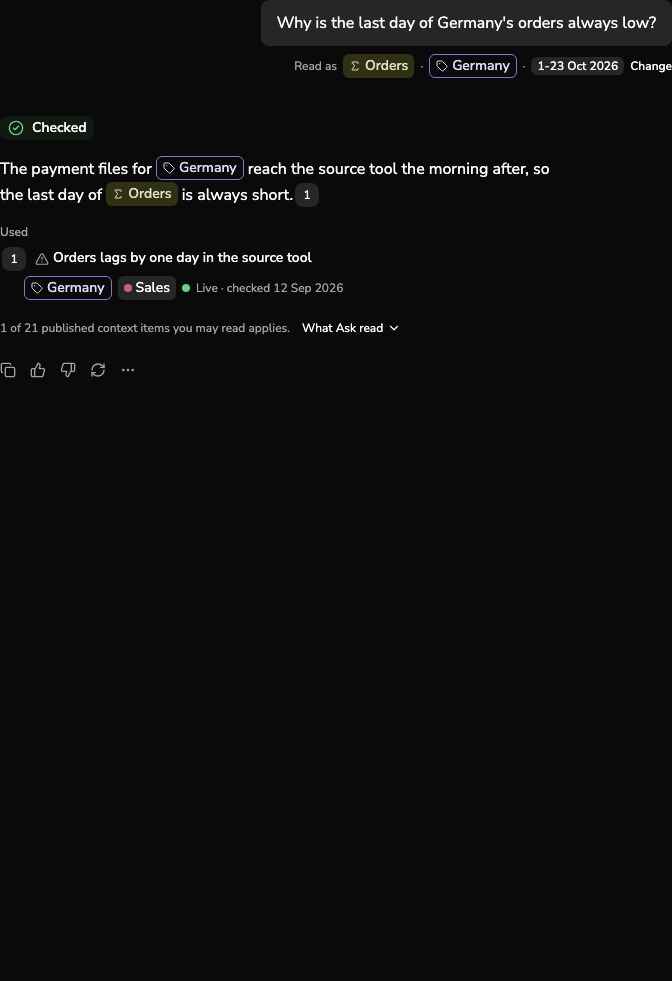 Why is the last day of Germany's orders always low?
Read as Σ Orders · Germany · 1-23 Oct 2026 Change
Checked
The payment files for Germany reach the source tool the morning after, so
the last day of Σ Orders is always short. 1
Used
1 Orders lags by one day in the source tool
Germany Sales Live · checked 12 Sep 2026
1 of 21 published context items you may read applies. What Ask read